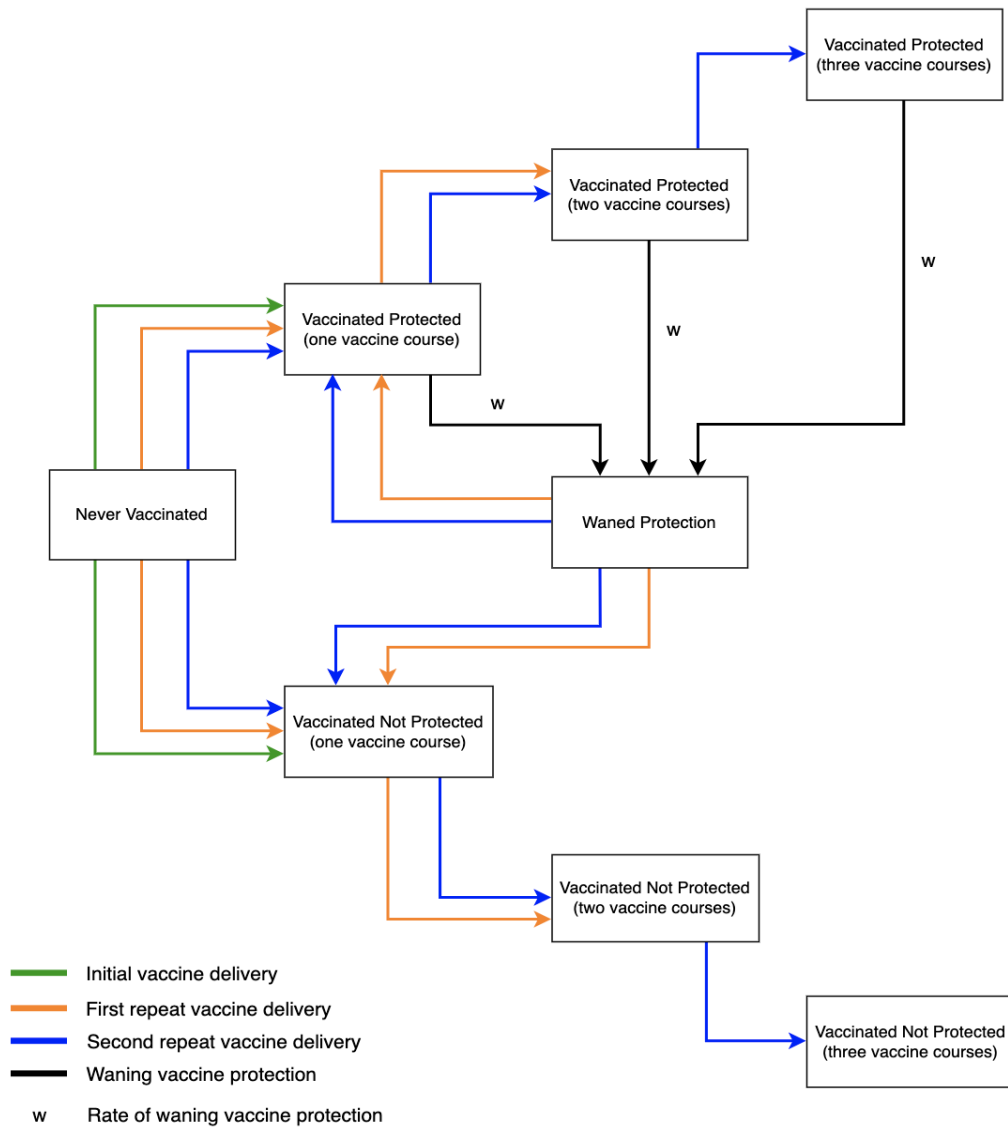 Vaccinated Protected
(three vaccine courses)
Vaccinated Protected
(two vaccine courses)
w
w
Vaccinated Protected
(one vaccine course)
w
Never Vaccinated
Waned Protection
Vaccinated Not Protected
(one vaccine course)
Vaccinated Not Protected
(two vaccine courses)
Initial vaccine delivery
First repeat vaccine delivery
Second repeat vaccine delivery
Waning vaccine protection
w Rate of waning vaccine protection
Vaccinated Not Protected
(three vaccine courses)